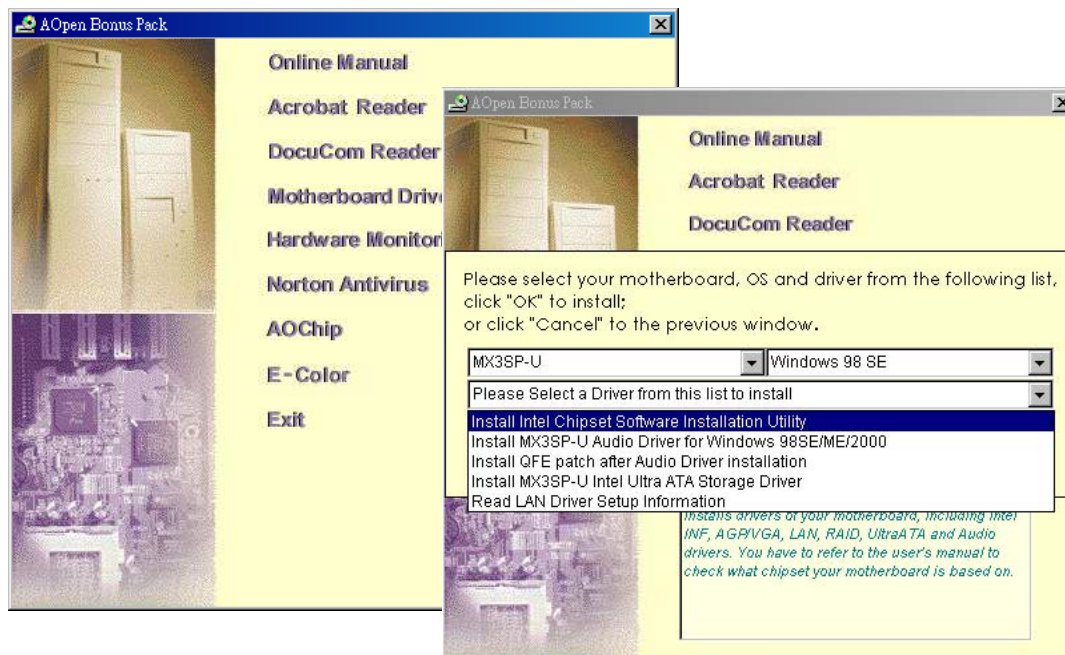 AOpen Bonus Pack
Online Manual
Acrobat Reader
DocuCom Reader
Motherboard Driv
Hardware Monitor
Norton Antivirus
AOChip
E-Color
Exit
AOpen Bonus Pack
Online Manual
Acrobat Reader
DocuCom Reader
Please select your motherboard, OS and driver from the following list,
click "OK" to install;
or click "Cancel" to the previous window.
MX3SP-U
Windows 98 SE
Please Select a Driver from this list to install
Install Intel Chipset Software Installation Utility
Install MX3SP-U Audio Driver for Windows 98SE/ME/2000
Install QFE patch after Audio Driver installation
Install MX3SP-U Intel Ultra ATA Storage Driver
Read LAN Driver Setup Information
Installs drivers of your motherboard, including Intel
INF, AGP/VGA, LAN, RAID, UltraATA and Audio
drivers. You have to refer to the user's manual to
check what chipset your motherboard is based on.